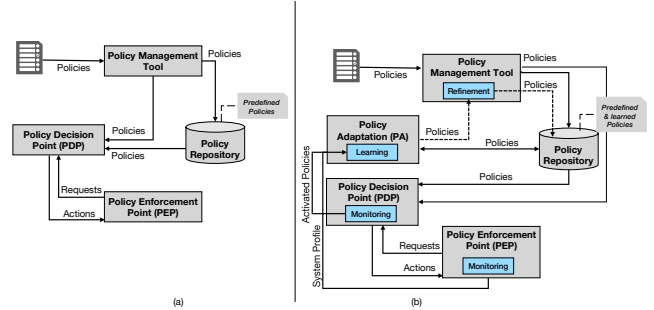 Policies
Policy Management
Tool
Policies
Predefined
Policies
Policy Decision
Point (PDP)
Policies
Policies
Policy
Repository
Requests
Actions
Policy Enforcement
Point (PEP)
(a)
(b)
Policies
Policy
Management Tool
Refinement
Policies
Policies
Predefined
& learned
Policies
Policy
Adaptation (PA)
Learning
Policies
Policy
Repository
Policies
Activated Policies
System Profile
Policy Decision
Point (PDP)
Monitoring
Requests
Actions
Policy Enforcement
Point (PEP)
Monitoring
(b)